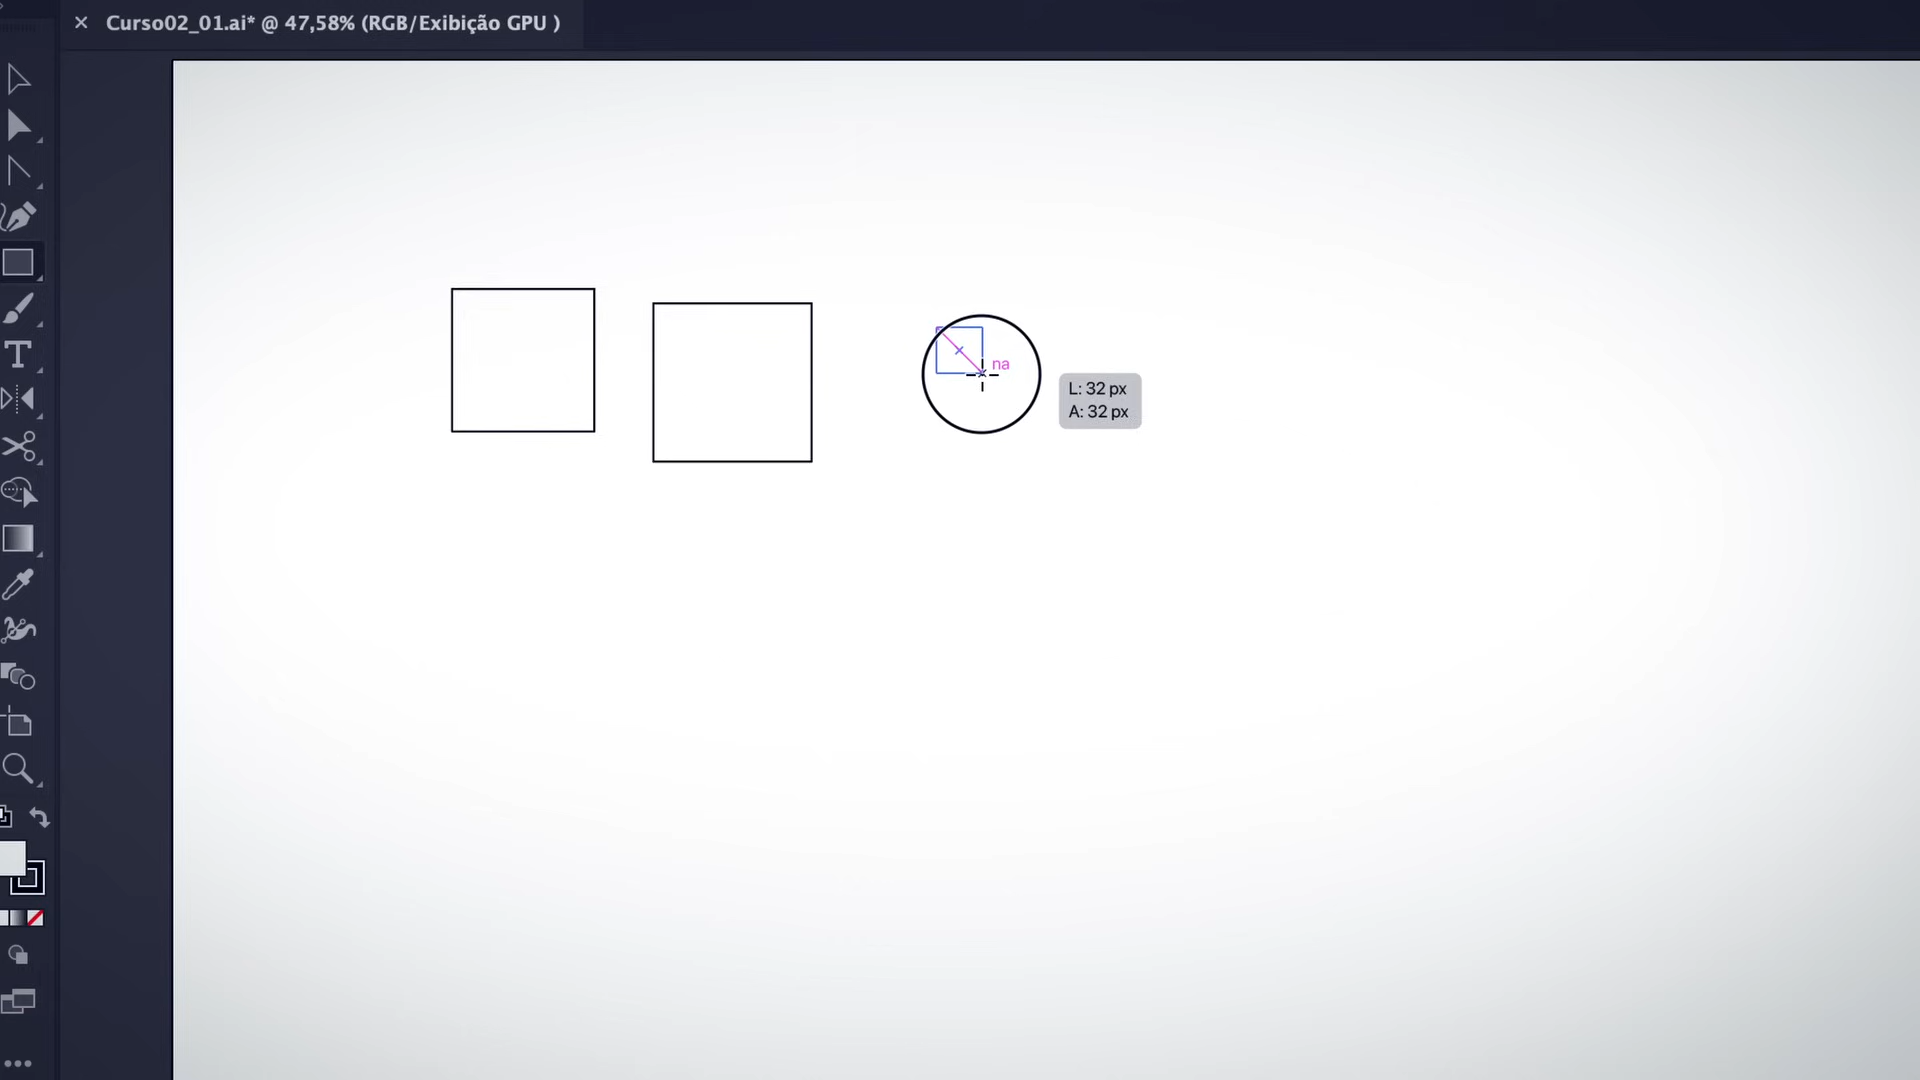 Curso02_01.ai* @ 47,58% (RGB/Exibição GPU )
na
L: 32 px
A: 32 px